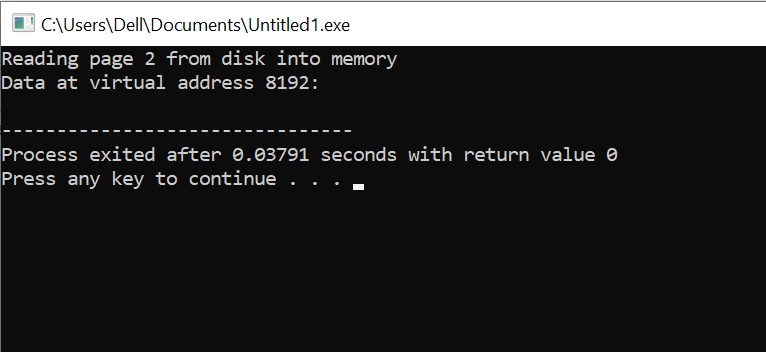 C:\Users\Dell\Documents\Untitled1.exe
Reading page 2 from disk into memory
Data at virtual address 8192:
--------------------------------
Process exited after 0.03791 seconds with return value 0
Press any key to continue . . .